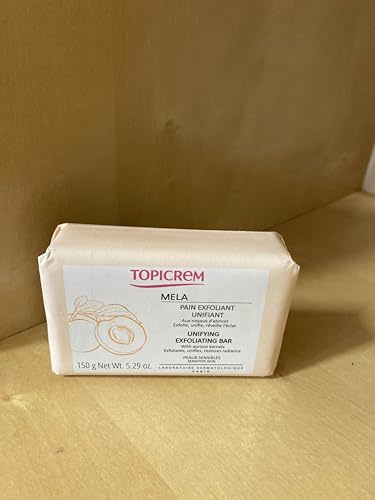 TOPICREM
MELA
PAIN EXFOLIANT
UNIFIANT
Aux noyaux d'abricot
Exfolie, unifie, réveille l'éclat
UNIFYING
EXFOLIATING BAR
With apricot kernels
Exfoliates, unifies, restores radiance
PEAUX SENSIBLES
SENSITIVE SKIN
150 g Net Wt. 5.29 oz.
LABORATOIRE DERMATOLOGIQUE
PARIS